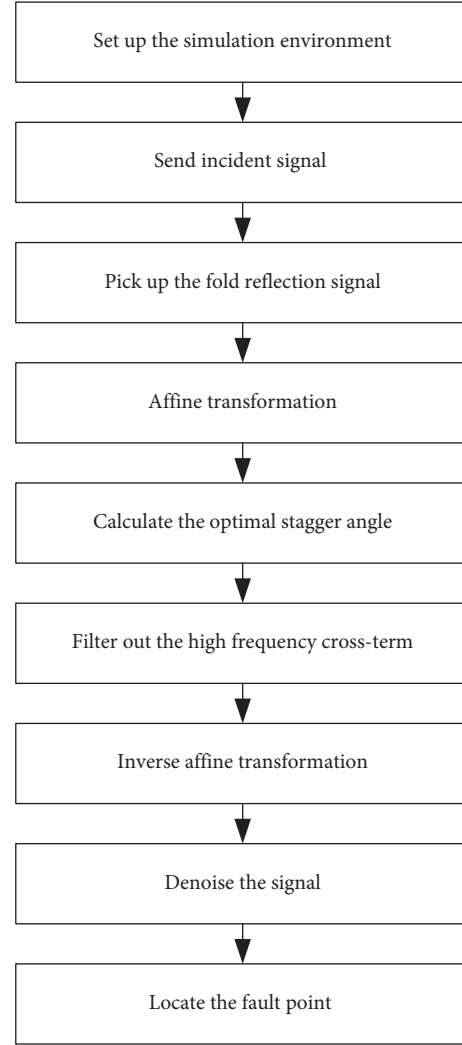 Set up the simulation environment
Send incident signal
Pick up the fold reflection signal
Affine transformation
Calculate the optimal stagger angle
Filter out the high frequency cross-term
Inverse affine transformation
Denoise the signal
Locate the fault point